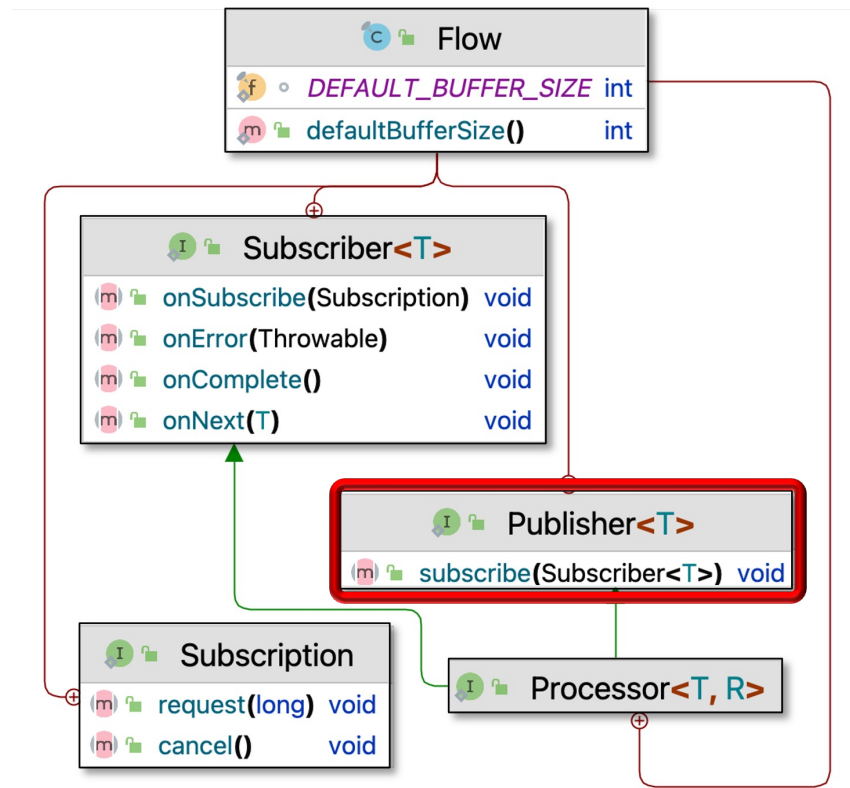 C Flow
f DEFAULT_BUFFER_SIZE int
m defaultBufferSize() int
I Subscriber<T>
m onSubscribe(Subscription) void
m onError(Throwable) void
m onComplete() void
m onNext(T) void
I Publisher<T>
m subscribe(Subscriber<T>) void
I Subscription
m request(long) void
m cancel() void
I Processor<T, R>